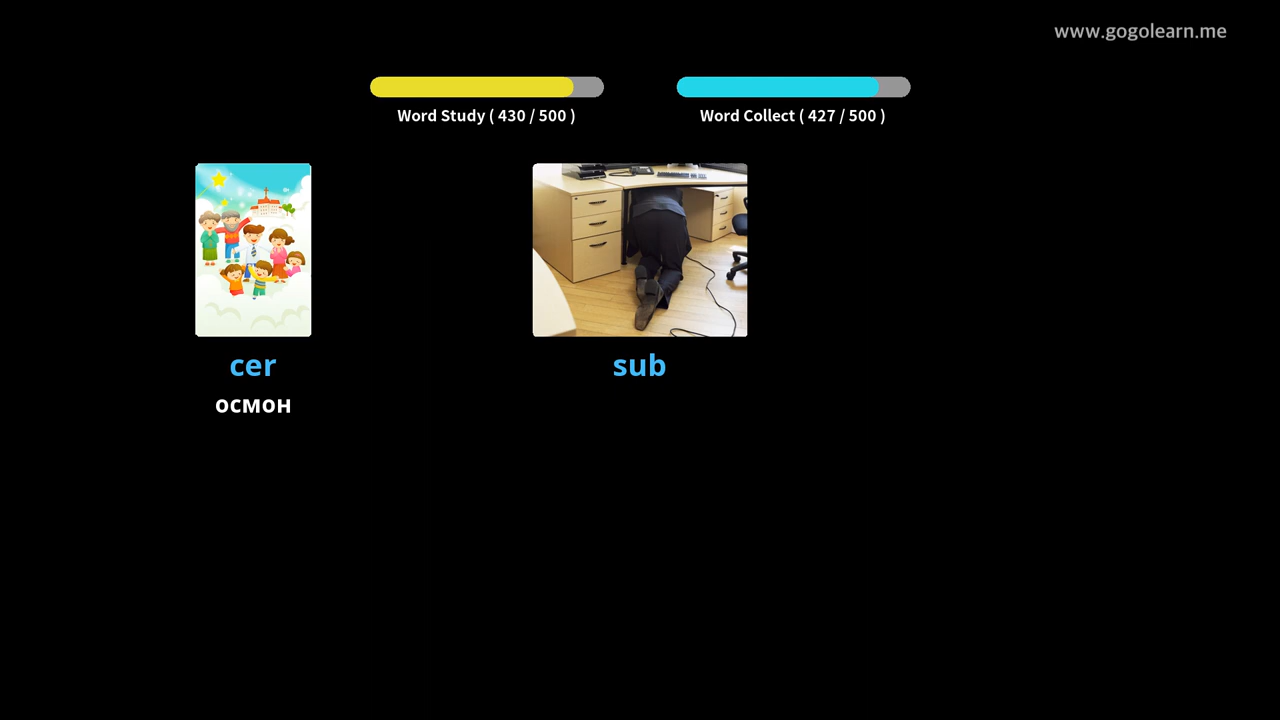 www.gogolearn.me
Word Study ( 430 / 500 )
Word Collect ( 427 / 500 )
cer
осмон
sub